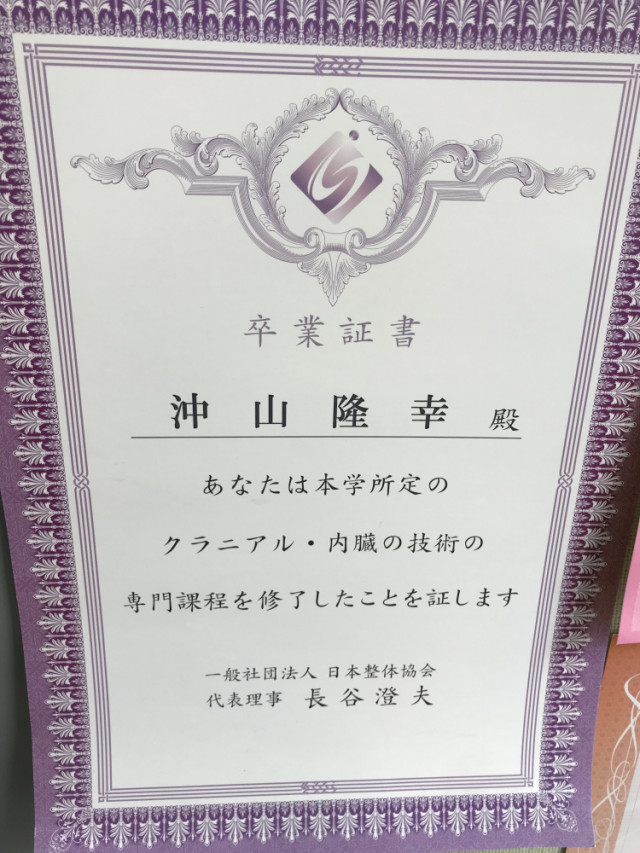 卒業証書
沖山隆幸 殿
あなたは本学所定の
クラニアル・内臓の技術の
専門課程を修了したことを証します
一般社団法人 日本整体協会
代表理事 長谷澄夫